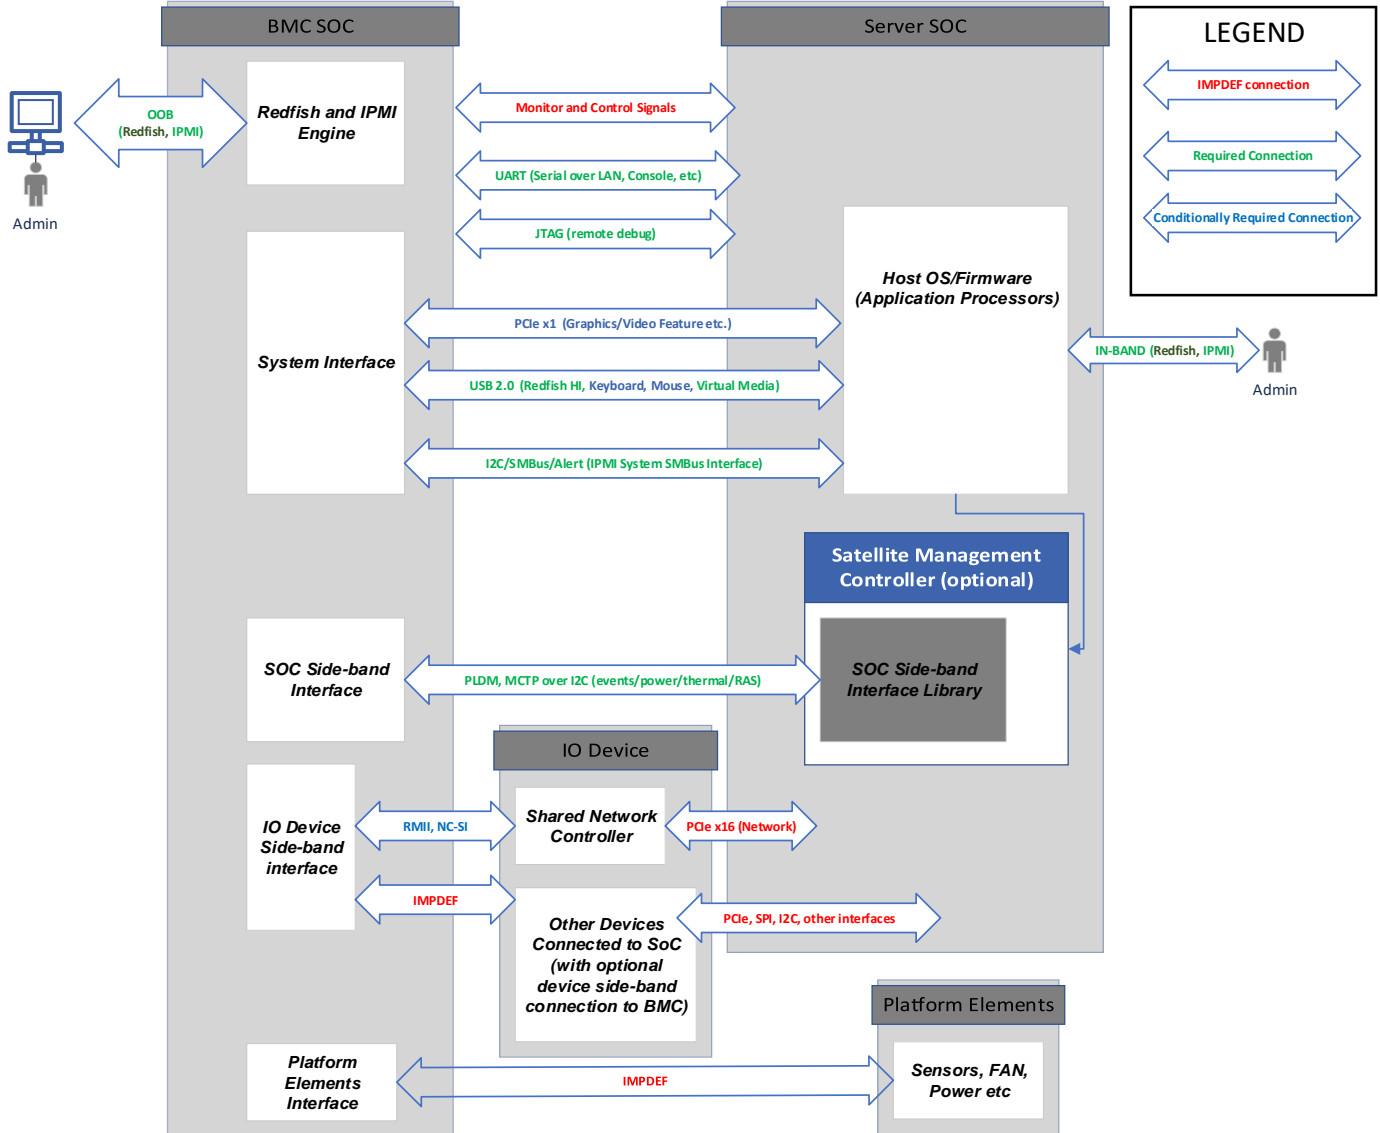 BMC SOC
Server SOC
LEGEND
IMPDEF connection
Required Connection
Conditionally Required Connection
OOB
(Redfish, IPMI)
Admin
Redfish and IPMI
Engine
Monitor and Control Signals
UART (Serial over LAN, Console, etc)
JTAG (remote debug)
System Interface
PCIe x1 (Graphics/Video Feature etc.)
USB 2.0 (Redfish HI, Keyboard, Mouse, Virtual Media)
I2C/SMBus/Alert (IPMI System SMBus Interface)
Host OS/Firmware
(Application Processors)
IN-BAND (Redfish, IPMI)
Admin
Satellite Management
Controller (optional)
SOC Side-band
Interface
PLDM, MCTP over I2C (events/power/thermal/RAS)
SOC Side-band
Interface Library
IO Device
IO Device
Side-band
interface
RMII, NC-SI
Shared Network
Controller
PCIe x16 (Network)
IMPDEF
Other Devices
Connected to SoC
(with optional
device side-band
connection to BMC)
PCIe, SPI, I2C, other interfaces
Platform Elements
Platform
Elements
Interface
IMPDEF
Sensors, FAN,
Power etc